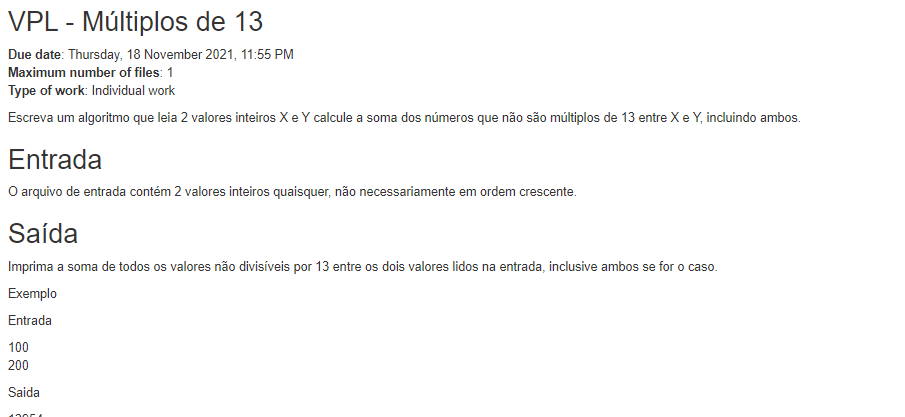 VPL - Múltiplos de 13
Due date: Thursday, 18 November 2021, 11:55 PM
Maximum number of files: 1
Type of work: Individual work
Escreva um algoritmo que leia 2 valores inteiros X e Y calcule a soma dos números que não são múltiplos de 13 entre X e Y, incluindo ambos.
Entrada
O arquivo de entrada contém 2 valores inteiros quaisquer, não necessariamente em ordem crescente.
Saída
Imprima a soma de todos os valores não divisíveis por 13 entre os dois valores lidos na entrada, inclusive ambos se for o caso.
Exemplo
Entrada
100
200
Saida